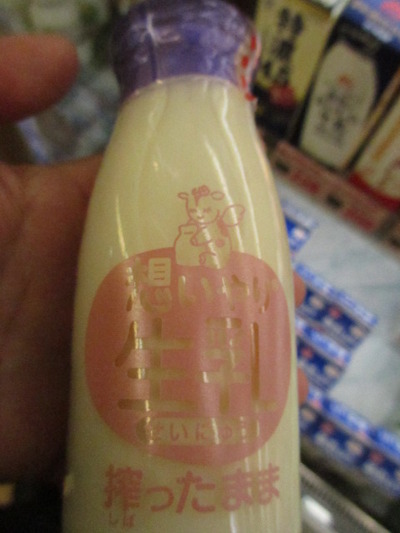 想いやり
生乳
せいにゅう
搾ったまま
しぼ